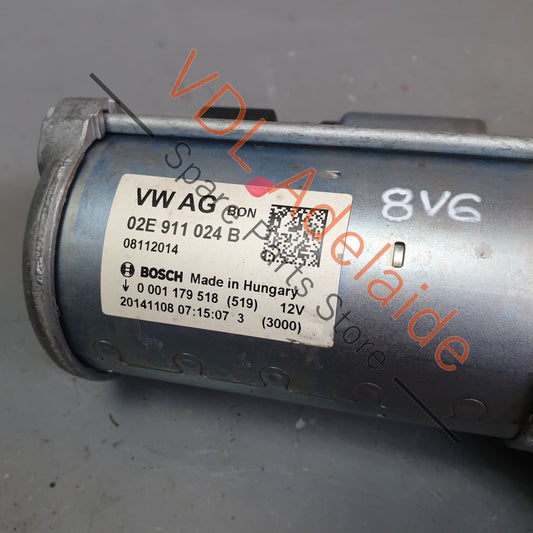 VW AG BON
02E 911 024 B
08112014
BOSCH Made in Hungary
↓ 0 001 179 518 (519) 12V
20141108 07:15:07 3 (3000)
8V6
VDL Adelaide
Spare Parts Store